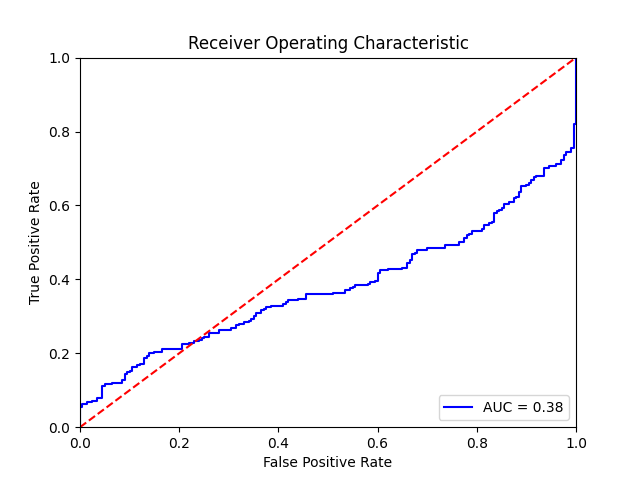 Receiver Operating Characteristic
1.0
0.8
0.6
0.4
0.2
0.0
True Positive Rate
AUC = 0.38
0.0 0.2 0.4 0.6 0.8 1.0
False Positive Rate